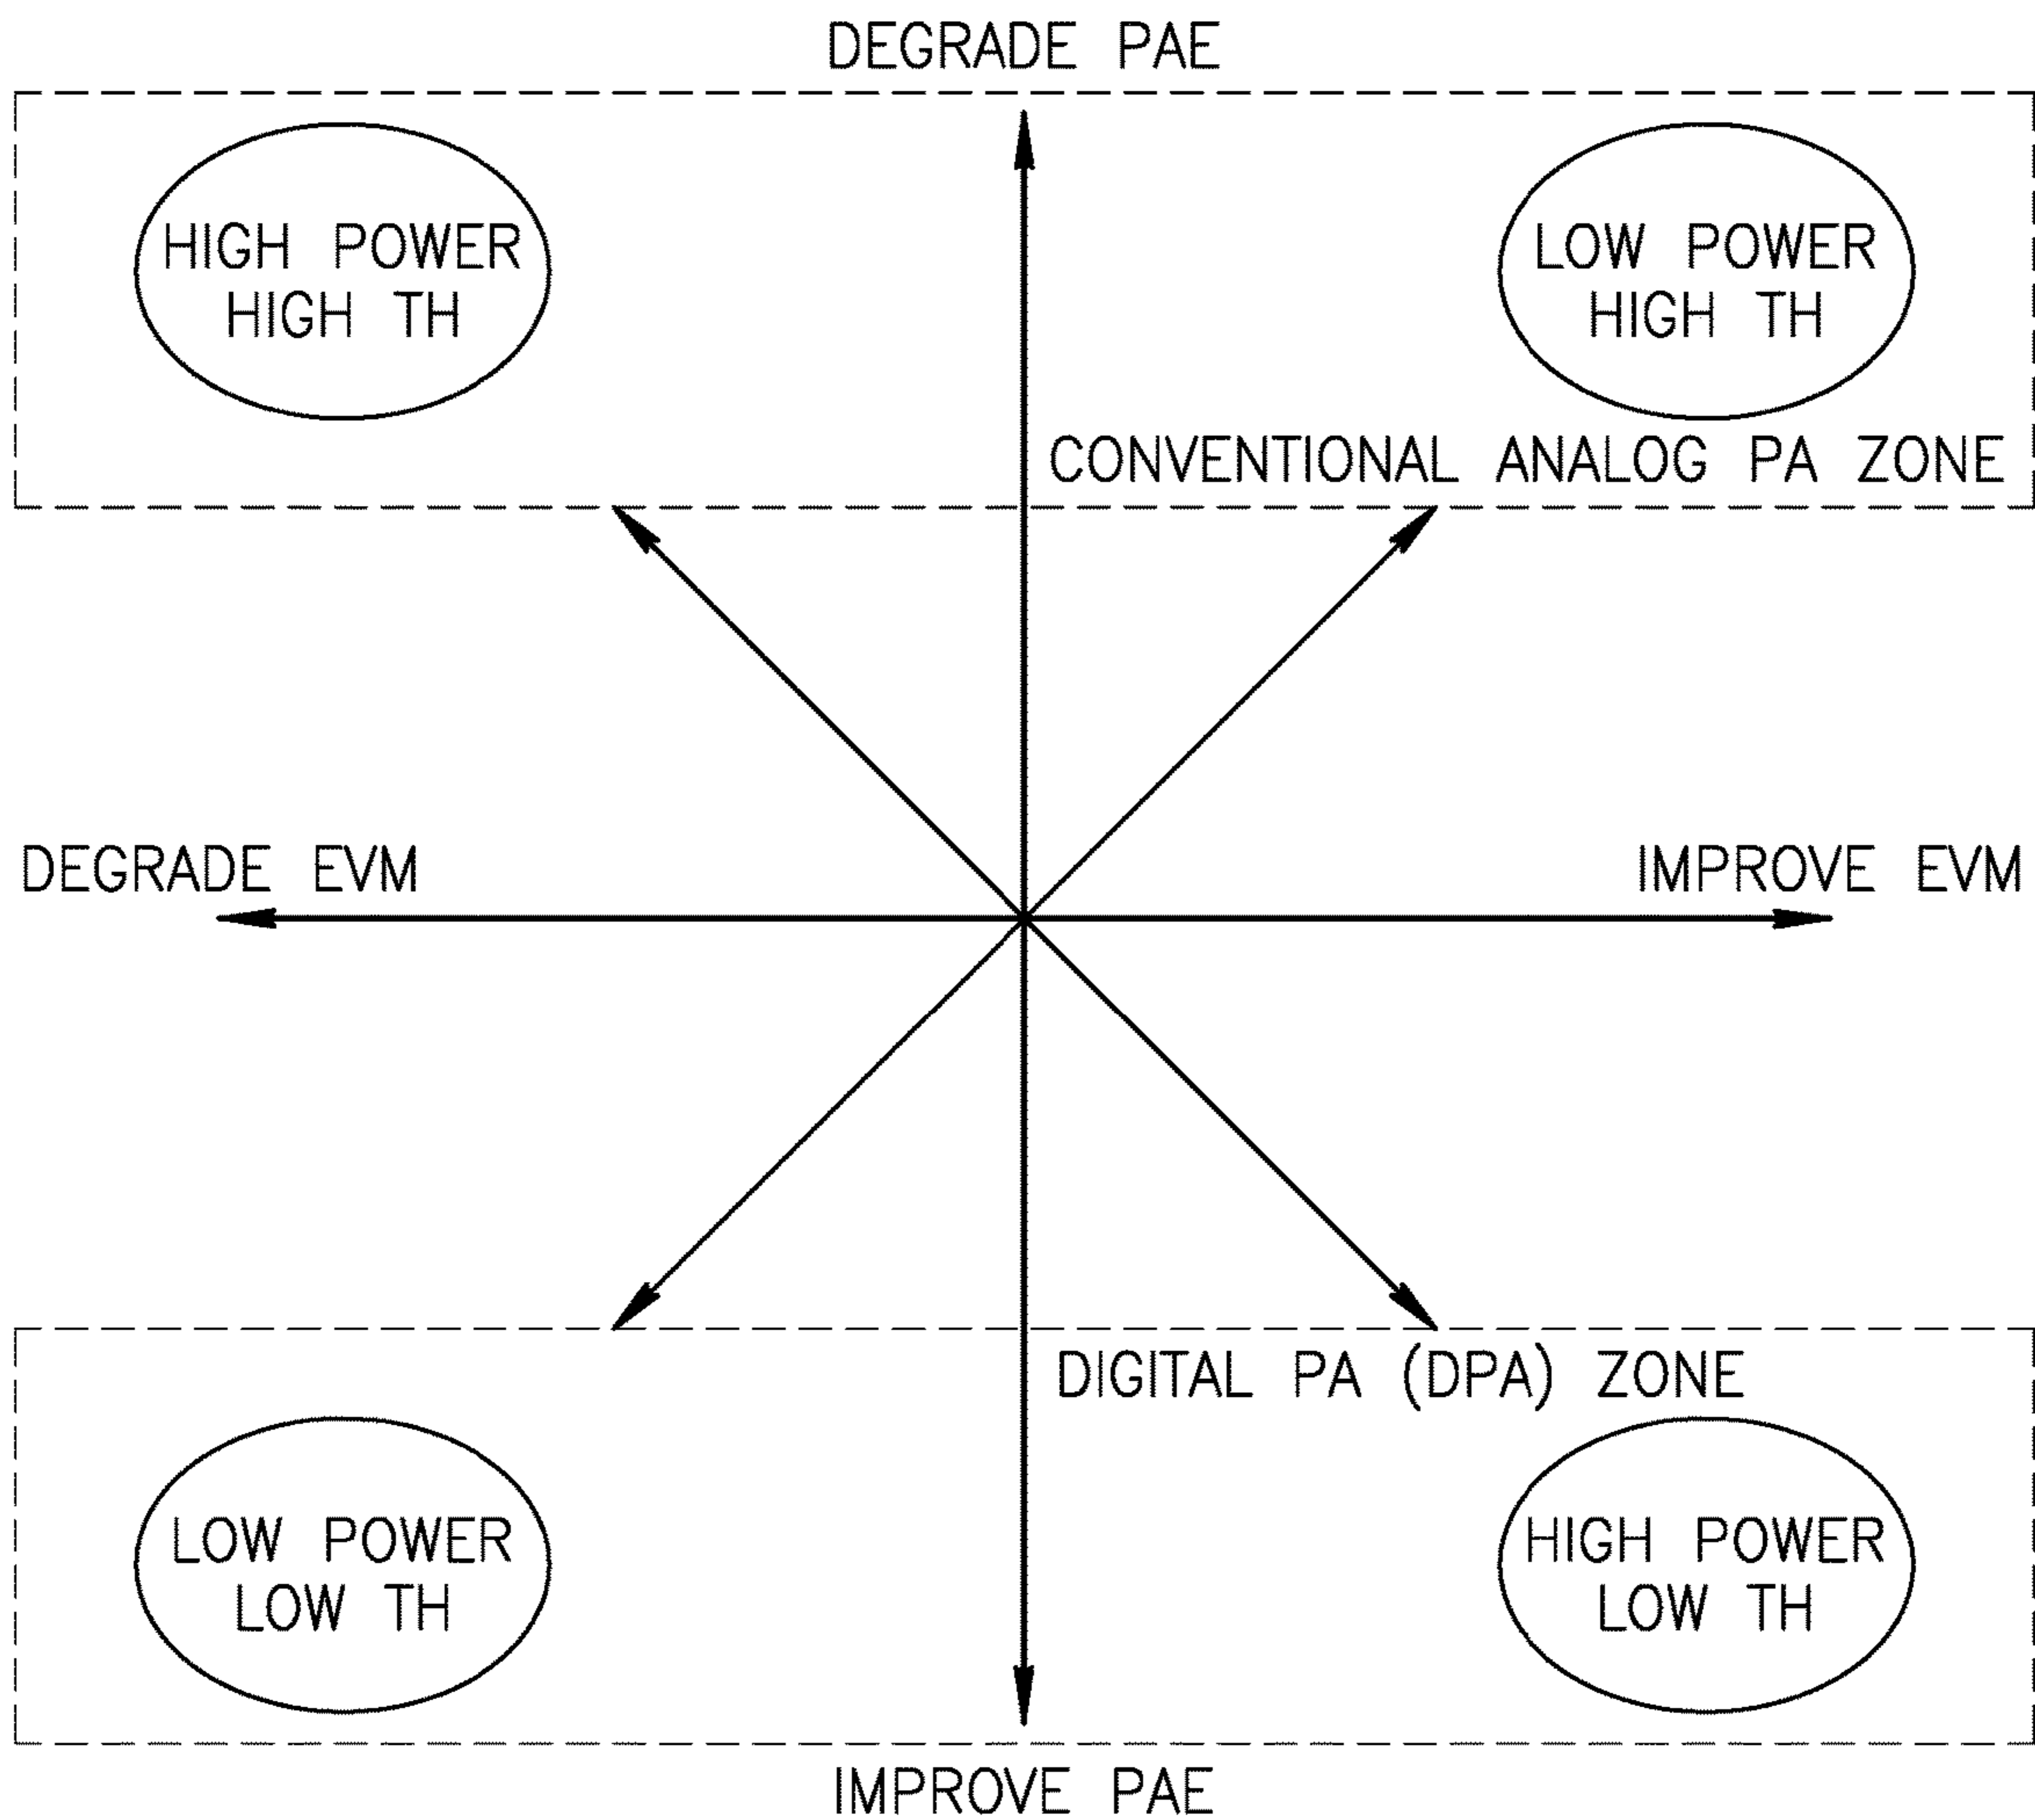 DEGRADE PAE
HIGH POWER
HIGH TH
LOW POWER
HIGH TH
CONVENTIONAL ANALOG PA ZONE
DEGRADE EVM
IMPROVE EVM
DIGITAL PA (DPA) ZONE
LOW POWER
LOW TH
HIGH POWER
LOW TH
IMPROVE PAE